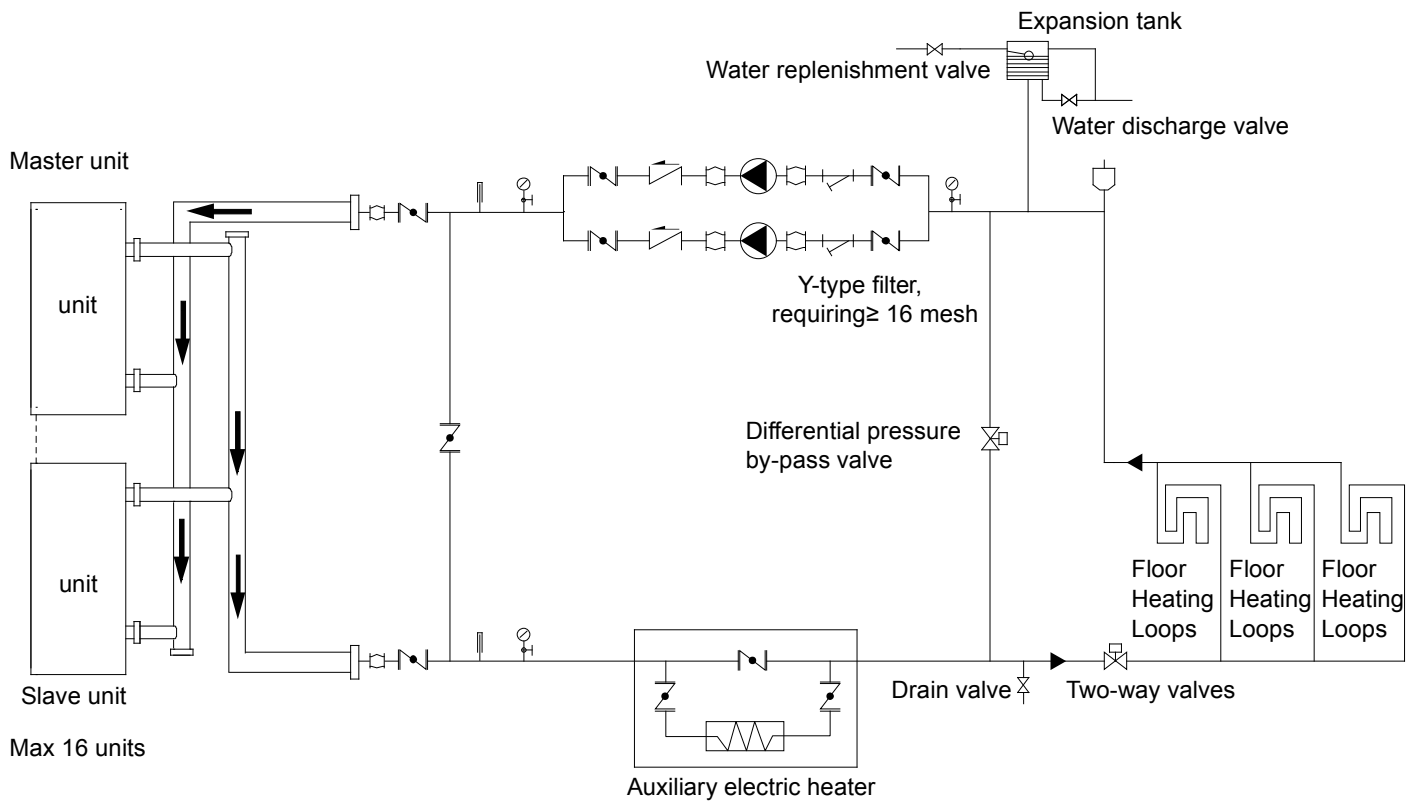 Expansion tank
Water replenishment valve
Water discharge valve
Master unit
unit
Y-type filter,
requiring≥ 16 mesh
Differential pressure
by-pass valve
unit
Floor
Heating
Loops
Floor
Heating
Loops
Floor
Heating
Loops
Slave unit
Drain valve
Two-way valves
Max 16 units
Auxiliary electric heater